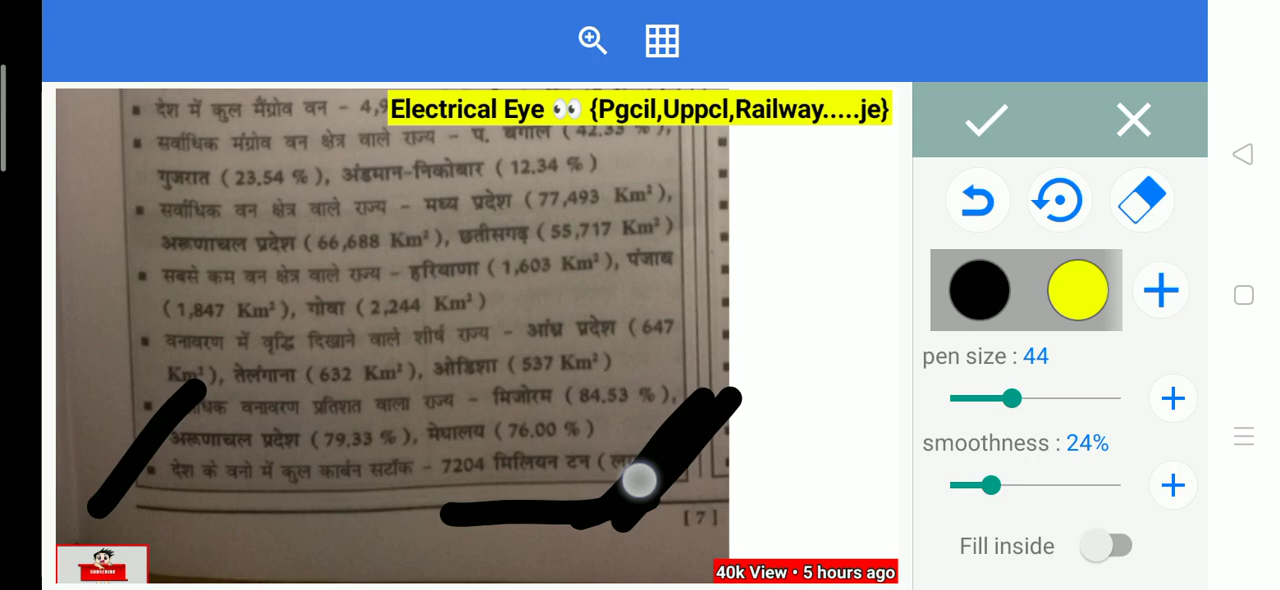 Electrical Eye 👀 {Pgcil,Uppcl,Railway.....je}
▪ देश में कुल मैंग्रोव वन - 4,9
▪ सर्वाधिक मंग्रोव वन क्षेत्र वाले राज्य - प. बंगाल ( 42.33 % ),
गुजरात ( 23.54 % ), अंडमान-निकोबार ( 12.34 % )
▪ सर्वाधिक वन क्षेत्र वाले राज्य - मध्य प्रदेश ( 77,493 Km² ),
अरूणाचल प्रदेश ( 66,688 Km² ), छतीसगढ़ ( 55,717 Km² )
▪ सबसे कम वन क्षेत्र वाले राज्य - हरियाणा ( 1,603 Km² ), पंजाब
( 1,847 Km² ), गोवा ( 2,244 Km² )
▪ वनावरण में वृद्धि दिखाने वाले शीर्ष राज्य - आंध्र प्रदेश ( 647
Km² ), तेलंगाना ( 632 Km² ), ओडिशा ( 537 Km² )
▪ वनावरण प्रतिशत वाला राज्य - मिजोरम ( 84.53 % ),
अरूणाचल प्रदेश ( 79.33 % ), मेघालय ( 76.00 % )
▪ देश के वनो में कुल कार्बन सटॉक - 7204 मिलियन टन (
[ 7 ]
SUBSCRIBE
40k View • 5 hours ago
pen size : 44
smoothness : 24%
Fill inside